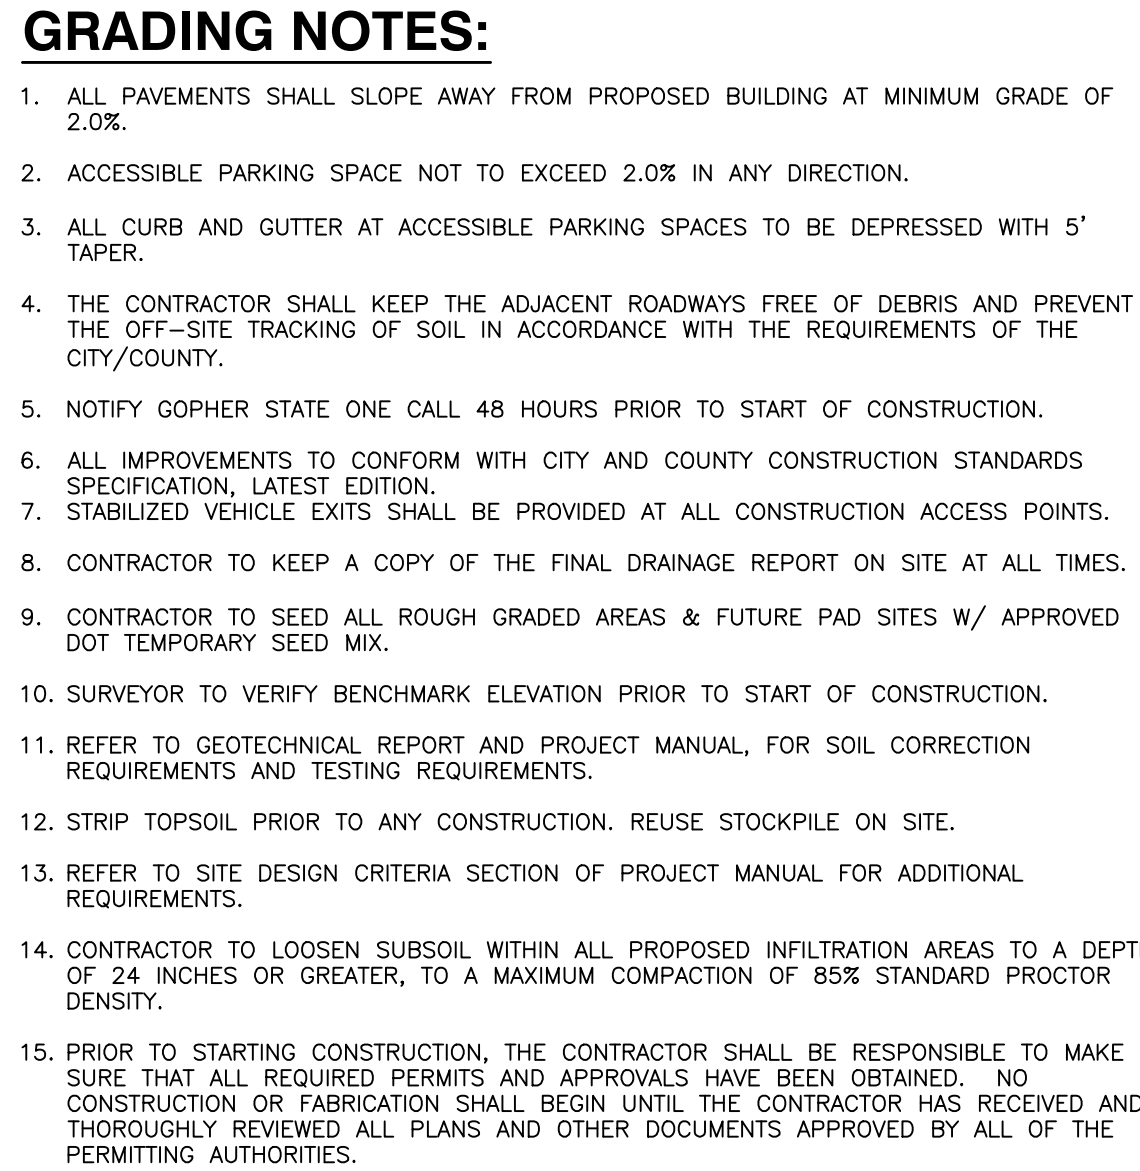 GRADING NOTES:
1. ALL PAVEMENTS SHALL SLOPE AWAY FROM PROPOSED BUILDING AT MINIMUM GRADE OF
2.0%.
2. ACCESSIBLE PARKING SPACE NOT TO EXCEED 2.0% IN ANY DIRECTION.
3. ALL CURB AND GUTTER AT ACCESSIBLE PARKING SPACES TO BE DEPRESSED WITH 5'
TAPER.
4. THE CONTRACTOR SHALL KEEP THE ADJACENT ROADWAYS FREE OF DEBRIS AND PREVENT
THE OFF-SITE TRACKING OF SOIL IN ACCORDANCE WITH THE REQUIREMENTS OF THE
CITY/COUNTY.
5. NOTIFY GOPHER STATE ONE CALL 48 HOURS PRIOR TO START OF CONSTRUCTION.
6. ALL IMPROVEMENTS TO CONFORM WITH CITY AND COUNTY CONSTRUCTION STANDARDS
SPECIFICATION, LATEST EDITION.
7. STABILIZED VEHICLE EXITS SHALL BE PROVIDED AT ALL CONSTRUCTION ACCESS POINTS.
8. CONTRACTOR TO KEEP A COPY OF THE FINAL DRAINAGE REPORT ON SITE AT ALL TIMES.
9. CONTRACTOR TO SEED ALL ROUGH GRADED AREAS & FUTURE PAD SITES W/ APPROVED
DOT TEMPORARY SEED MIX.
10. SURVEYOR TO VERIFY BENCHMARK ELEVATION PRIOR TO START OF CONSTRUCTION.
11. REFER TO GEOTECHNICAL REPORT AND PROJECT MANUAL, FOR SOIL CORRECTION
REQUIREMENTS AND TESTING REQUIREMENTS.
12. STRIP TOPSOIL PRIOR TO ANY CONSTRUCTION. REUSE STOCKPILE ON SITE.
13. REFER TO SITE DESIGN CRITERIA SECTION OF PROJECT MANUAL FOR ADDITIONAL
REQUIREMENTS.
14. CONTRACTOR TO LOOSEN SUBSOIL WITHIN ALL PROPOSED INFILTRATION AREAS TO A DEPTH
OF 24 INCHES OR GREATER, TO A MAXIMUM COMPACTION OF 85% STANDARD PROCTOR
DENSITY.
15. PRIOR TO STARTING CONSTRUCTION, THE CONTRACTOR SHALL BE RESPONSIBLE TO MAKE
SURE THAT ALL REQUIRED PERMITS AND APPROVALS HAVE BEEN OBTAINED. NO
CONSTRUCTION OR FABRICATION SHALL BEGIN UNTIL THE CONTRACTOR HAS RECEIVED AND
THOROUGHLY REVIEWED ALL PLANS AND OTHER DOCUMENTS APPROVED BY ALL OF THE
PERMITTING AUTHORITIES.